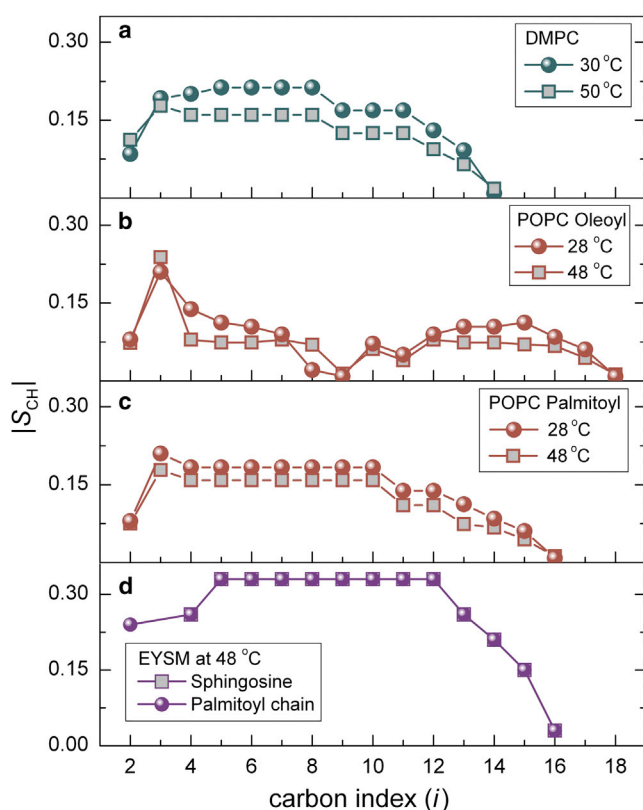 a
DMPC
30 °C
50 °C
0.30
0.15
b
POPC Oleoyl
28 °C
48 °C
0.30
0.15
|S_CH|
c
POPC Palmitoyl
28 °C
48 °C
0.30
0.15
d
EYSM at 48 °C
Sphingosine
Palmitoyl chain
0.30
0.15
0.00
2 4 6 8 10 12 14 16 18
carbon index (i)